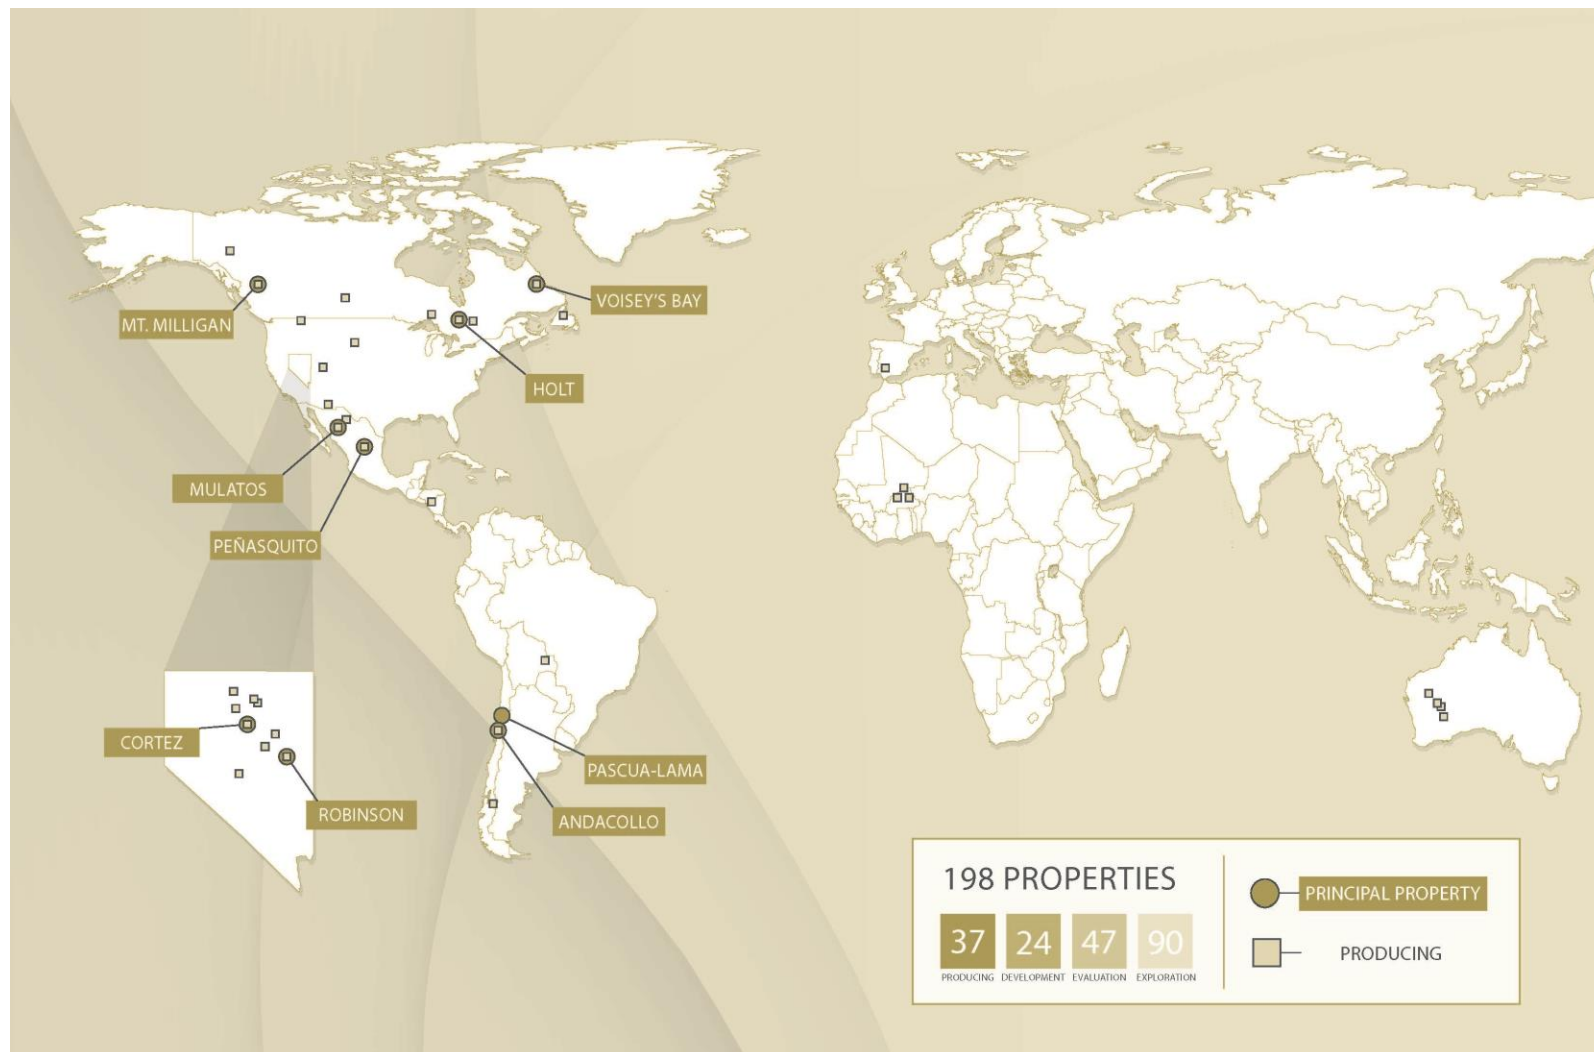 VOISEY'S BAY
MT. MILLIGAN
HOLT
MULATOS
PEÑASQUITO
CORTEZ
ROBINSON
PASCUA-LAMA
ANDACOLLO
198 PROPERTIES
37 24 47 90
PRODUCING DEVELOPMENT EVALUATION EXPLORATION
PRINCIPAL PROPERTY
PRODUCING